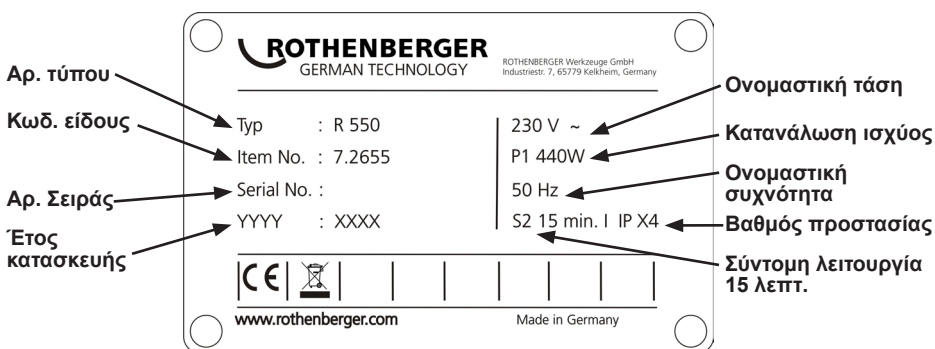 ROTHENBERGER
GERMAN TECHNOLOGY
ROTHENBERGER Werkzeuge GmbH
Industriestr. 7, 65779 Kelkheim, Germany
Αρ. τύπου
Κωδ. είδους
Αρ. Σειράς
Έτος
κατασκευής
Typ : R 550
Item No. : 7.2655
Serial No. :
YYYY : XXXX
230 V ~
P1 440W
50 Hz
S2 15 min. I IP X4
Ονομαστική τάση
Κατανάλωση ισχύος
Ονομαστική
συχνότητα
Βαθμός προστασίας
Σύντομη λειτουργία
15 λεπτ.
CE
www.rothenberger.com
Made in Germany